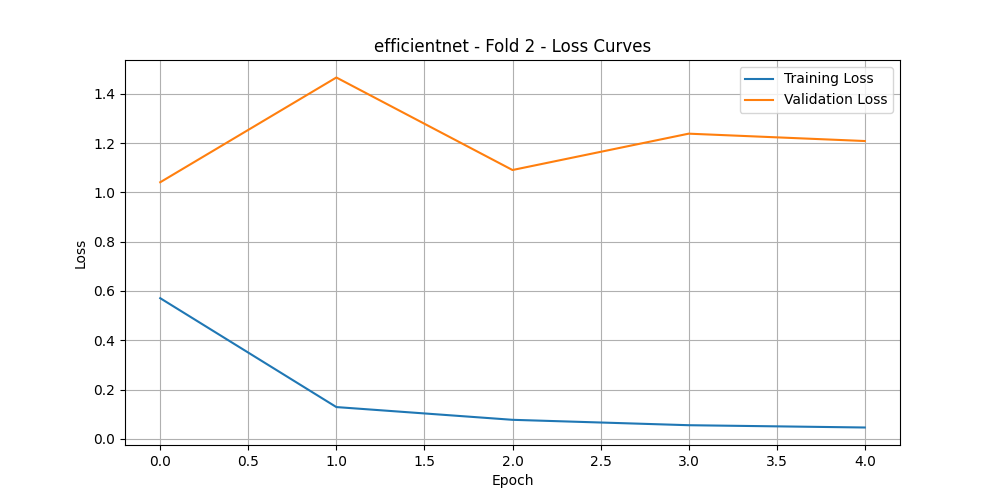 efficientnet - Fold 2 - Loss Curves
Training Loss
Validation Loss
Loss
1.4
1.2
1.0
0.8
0.6
0.4
0.2
0.0
0.0 0.5 1.0 1.5 2.0 2.5 3.0 3.5 4.0
Epoch